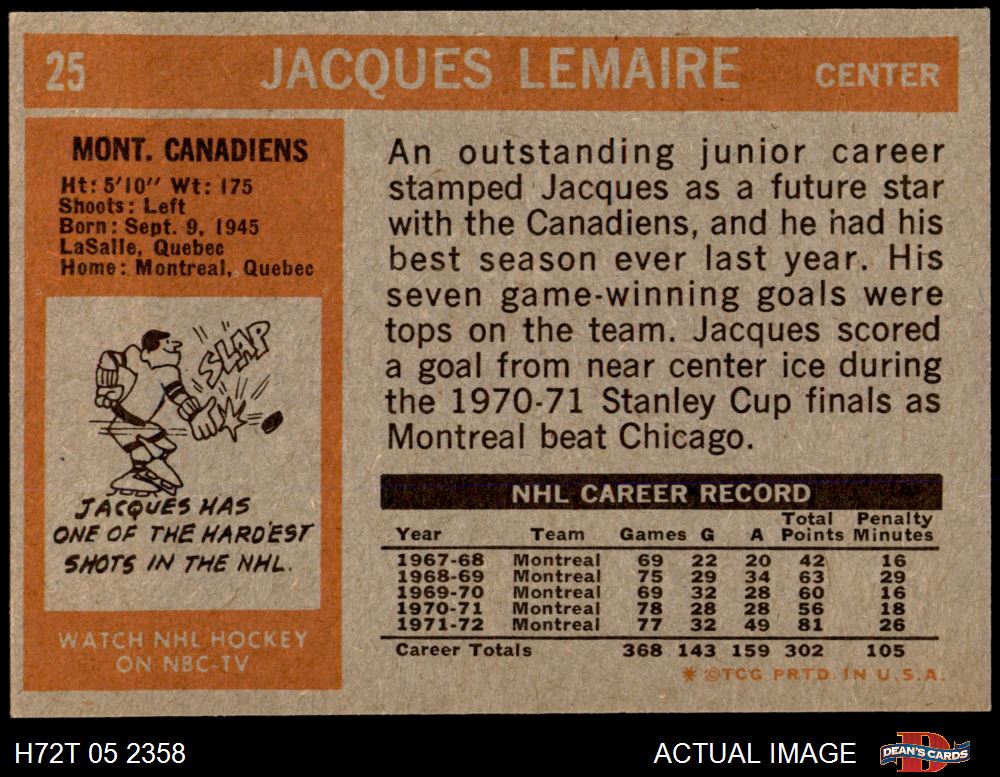 25 JACQUES LEMAIRE CENTER
MONT. CANADIENS
Ht: 5'10" Wt: 175
Shoots: Left
Born: Sept. 9, 1945
LaSalle, Quebec
Home: Montreal, Quebec
SLAP
JACQUES HAS
ONE OF THE HARDEST
SHOTS IN THE NHL.
WATCH NHL HOCKEY
ON NBC-TV
An outstanding junior career
stamped Jacques as a future star
with the Canadiens, and he had his
best season ever last year. His
seven game-winning goals were
tops on the team. Jacques scored
a goal from near center ice during
the 1970-71 Stanley Cup finals as
Montreal beat Chicago.
NHL CAREER RECORD
Year Team Games G A Total Points Penalty Minutes
1967-68 Montreal 69 22 20 42 16
1968-69 Montreal 75 29 34 63 29
1969-70 Montreal 69 32 28 60 16
1970-71 Montreal 78 28 28 56 18
1971-72 Montreal 77 32 49 81 26
Career Totals 368 143 159 302 105
* ©TCG PRTD. IN U.S.A.
H72T 05 2358
ACTUAL IMAGE
D
DEAN'S CARDS